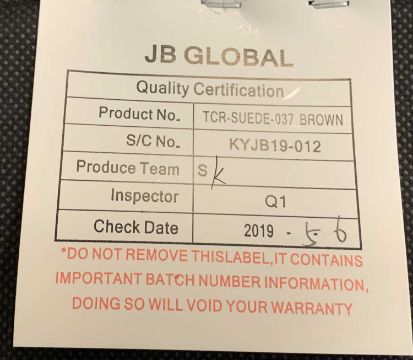 JB GLOBAL
Quality Certification
Product No. TCR-SUEDE-037 BROWN
S/C No. KYJB19-012
Produce Team Sk
Inspector Q1
Check Date 2019 - 5.6
*DO NOT REMOVE THISLABEL,IT CONTAINS
IMPORTANT BATCH NUMBER INFORMATION,
DOING SO WILL VOID YOUR WARRANTY